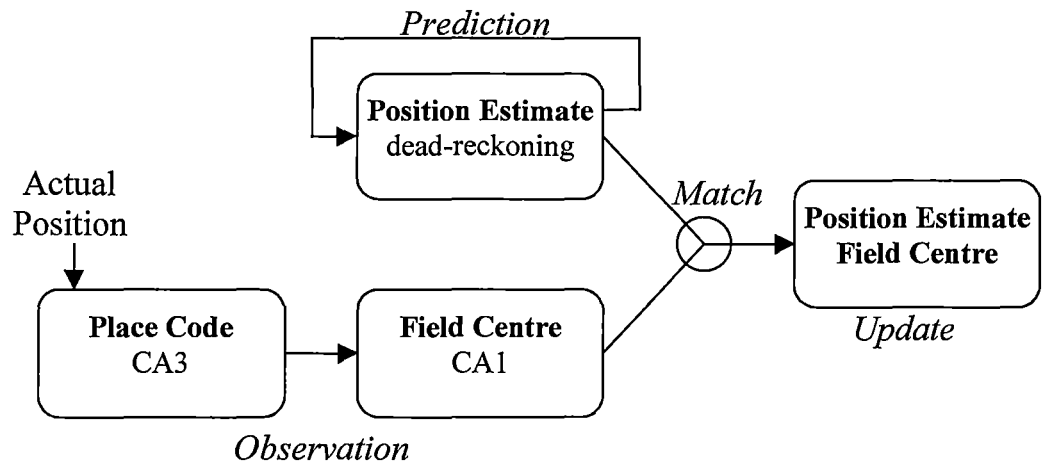 Prediction
Position Estimate
dead-reckoning
Actual
Position
Match
Position Estimate
Field Centre
Update
Place Code
CA3
Field Centre
CA1
Observation